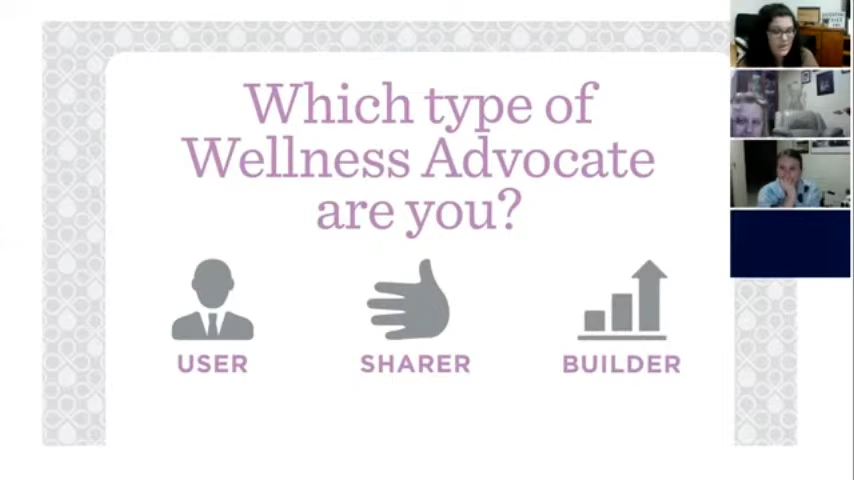 Which type of
Wellness Advocate
are you?
USER
SHARER
BUILDER